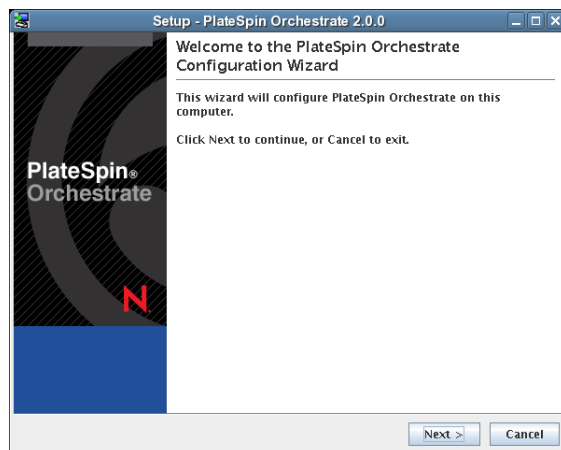 Setup - PlateSpin Orchestrate 2.0.0
Welcome to the PlateSpin Orchestrate
Configuration Wizard
This wizard will configure PlateSpin Orchestrate on this
computer.
Click Next to continue, or Cancel to exit.
PlateSpin®
Orchestrate
N.
Next >
Cancel